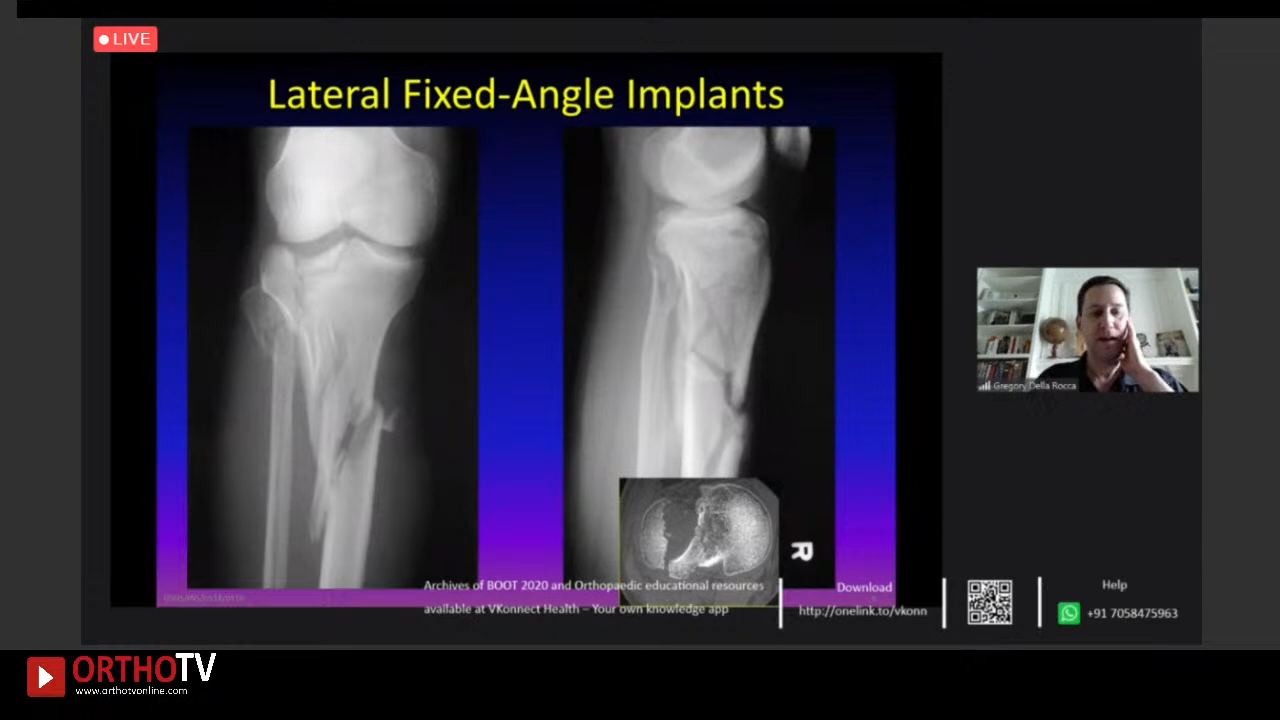 LIVE
Lateral Fixed-Angle Implants
Gregory Della Rocca
R
Archives of BOOT 2020 and Orthopaedic educational resources
available at VKonnect Health – Your own knowledge app
Download
http://onelink.to/vkonn
Help
+91 7058475963
ORTHOTV
www.orthotvonline.com